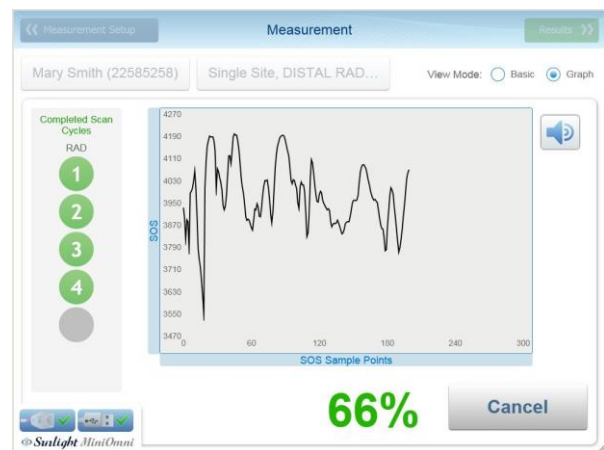 ❮❮ Measurement Setup
Measurement
Results ❯❯
Mary Smith (22585258)
Single Site, DISTAL RAD...
View Mode:
Basic
Graph
Completed Scan
Cycles
RAD
1
2
3
4
SOS
4270
4190
4110
4030
3950
3870
3790
3710
3630
3550
3470
0
60
120
180
240
300
SOS Sample Points
66%
Cancel
Sunlight MiniOmni